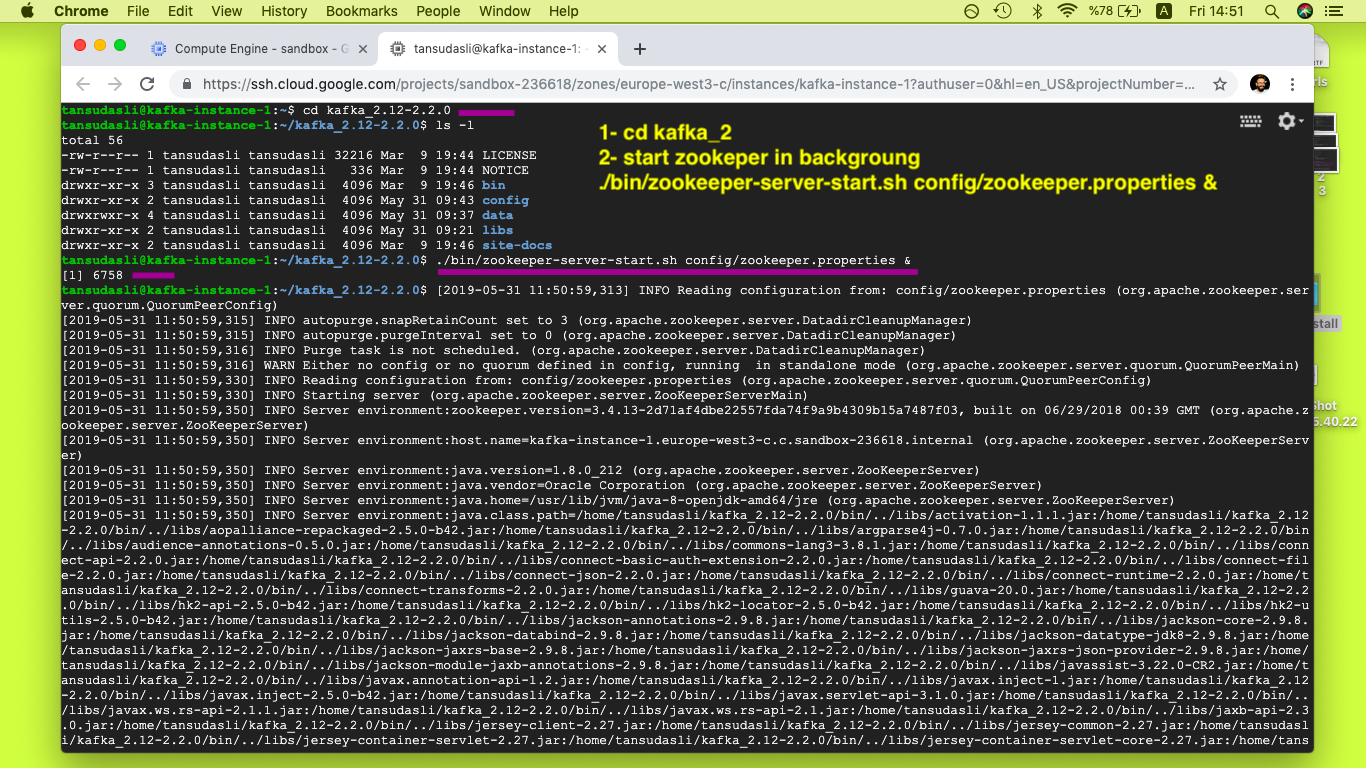 Chrome File Edit View History Bookmarks People Window Help %78 A Fri 14:51
Compute Engine - sandbox - G
tansudasli@kafka-instance-1:
https://ssh.cloud.google.com/projects/sandbox-236618/zones/europe-west3-c/instances/kafka-instance-1?authuser=0&hl=en_US&projectNumber=...
tansudasli@kafka-instance-1:~$ cd kafka_2.12-2.2.0
tansudasli@kafka-instance-1:~/kafka_2.12-2.2.0$ ls -l
total 56
-rw-r--r-- 1 tansudasli tansudasli 32216 Mar  9 19:44 LICENSE
-rw-r--r-- 1 tansudasli tansudasli   336 Mar  9 19:44 NOTICE
drwxr-xr-x 3 tansudasli tansudasli  4096 Mar  9 19:46 bin
drwxr-xr-x 2 tansudasli tansudasli  4096 May 31 09:43 config
drwxrwxr-x 4 tansudasli tansudasli  4096 May 31 09:37 data
drwxr-xr-x 2 tansudasli tansudasli  4096 May 31 09:21 libs
drwxr-xr-x 2 tansudasli tansudasli  4096 Mar  9 19:46 site-docs
1- cd kafka_2
2- start zookeper in backgroung
./bin/zookeeper-server-start.sh config/zookeeper.properties &
tansudasli@kafka-instance-1:~/kafka_2.12-2.2.0$ ./bin/zookeeper-server-start.sh config/zookeeper.properties &
[1] 6758
tansudasli@kafka-instance-1:~/kafka_2.12-2.2.0$ [2019-05-31 11:50:59,313] INFO Reading configuration from: config/zookeeper.properties (org.apache.zookeeper.ser
ver.quorum.QuorumPeerConfig)
[2019-05-31 11:50:59,315] INFO autopurge.snapRetainCount set to 3 (org.apache.zookeeper.server.DatadirCleanupManager)
[2019-05-31 11:50:59,315] INFO autopurge.purgeInterval set to 0 (org.apache.zookeeper.server.DatadirCleanupManager)
[2019-05-31 11:50:59,316] INFO Purge task is not scheduled. (org.apache.zookeeper.server.DatadirCleanupManager)
[2019-05-31 11:50:59,316] WARN Either no config or no quorum defined in config, running  in standalone mode (org.apache.zookeeper.server.quorum.QuorumPeerMain)
[2019-05-31 11:50:59,330] INFO Reading configuration from: config/zookeeper.properties (org.apache.zookeeper.server.quorum.QuorumPeerConfig)
[2019-05-31 11:50:59,330] INFO Starting server (org.apache.zookeeper.server.ZooKeeperServerMain)
[2019-05-31 11:50:59,350] INFO Server environment:zookeeper.version=3.4.13-2d71af4dbe22557fda74f9a9b4309b15a7487f03, built on 06/29/2018 00:39 GMT (org.apache.z
ookeeper.server.ZooKeeperServer)
[2019-05-31 11:50:59,350] INFO Server environment:host.name=kafka-instance-1.europe-west3-c.c.sandbox-236618.internal (org.apache.zookeeper.server.ZooKeeperServ
er)
[2019-05-31 11:50:59,350] INFO Server environment:java.version=1.8.0_212 (org.apache.zookeeper.server.ZooKeeperServer)
[2019-05-31 11:50:59,350] INFO Server environment:java.vendor=Oracle Corporation (org.apache.zookeeper.server.ZooKeeperServer)
[2019-05-31 11:50:59,350] INFO Server environment:java.home=/usr/lib/jvm/java-8-openjdk-amd64/jre (org.apache.zookeeper.server.ZooKeeperServer)
[2019-05-31 11:50:59,350] INFO Server environment:java.class.path=/home/tansudasli/kafka_2.12-2.2.0/bin/../libs/activation-1.1.1.jar:/home/tansudasli/kafka_2.12
-2.2.0/bin/../libs/aopalliance-repackaged-2.5.0-b42.jar:/home/tansudasli/kafka_2.12-2.2.0/bin/../libs/argparse4j-0.7.0.jar:/home/tansudasli/kafka_2.12-2.2.0/bin
/../libs/audience-annotations-0.5.0.jar:/home/tansudasli/kafka_2.12-2.2.0/bin/../libs/commons-lang3-3.8.1.jar:/home/tansudasli/kafka_2.12-2.2.0/bin/../libs/conn
ect-api-2.2.0.jar:/home/tansudasli/kafka_2.12-2.2.0/bin/../libs/connect-basic-auth-extension-2.2.0.jar:/home/tansudasli/kafka_2.12-2.2.0/bin/../libs/connect-fil
e-2.2.0.jar:/home/tansudasli/kafka_2.12-2.2.0/bin/../libs/connect-json-2.2.0.jar:/home/tansudasli/kafka_2.12-2.2.0/bin/../libs/connect-runtime-2.2.0.jar:/home/t
ansudasli/kafka_2.12-2.2.0/bin/../libs/connect-transforms-2.2.0.jar:/home/tansudasli/kafka_2.12-2.2.0/bin/../libs/guava-20.0.jar:/home/tansudasli/kafka_2.12-2.2
.0/bin/../libs/hk2-api-2.5.0-b42.jar:/home/tansudasli/kafka_2.12-2.2.0/bin/../libs/hk2-locator-2.5.0-b42.jar:/home/tansudasli/kafka_2.12-2.2.0/bin/../libs/hk2-u
tils-2.5.0-b42.jar:/home/tansudasli/kafka_2.12-2.2.0/bin/../libs/jackson-annotations-2.9.8.jar:/home/tansudasli/kafka_2.12-2.2.0/bin/../libs/jackson-core-2.9.8.
jar:/home/tansudasli/kafka_2.12-2.2.0/bin/../libs/jackson-databind-2.9.8.jar:/home/tansudasli/kafka_2.12-2.2.0/bin/../libs/jackson-datatype-jdk8-2.9.8.jar:/home
/tansudasli/kafka_2.12-2.2.0/bin/../libs/jackson-jaxrs-base-2.9.8.jar:/home/tansudasli/kafka_2.12-2.2.0/bin/../libs/jackson-jaxrs-json-provider-2.9.8.jar:/home/
tansudasli/kafka_2.12-2.2.0/bin/../libs/jackson-module-jaxb-annotations-2.9.8.jar:/home/tansudasli/kafka_2.12-2.2.0/bin/../libs/javassist-3.22.0-CR2.jar:/home/t
ansudasli/kafka_2.12-2.2.0/bin/../libs/javax.annotation-api-1.2.jar:/home/tansudasli/kafka_2.12-2.2.0/bin/../libs/javax.inject-1.jar:/home/tansudasli/kafka_2.12
-2.2.0/bin/../libs/javax.inject-2.5.0-b42.jar:/home/tansudasli/kafka_2.12-2.2.0/bin/../libs/javax.servlet-api-3.1.0.jar:/home/tansudasli/kafka_2.12-2.2.0/bin/..
/libs/javax.ws.rs-api-2.1.1.jar:/home/tansudasli/kafka_2.12-2.2.0/bin/../libs/javax.ws.rs-api-2.1.jar:/home/tansudasli/kafka_2.12-2.2.0/bin/../libs/jaxb-api-2.3
.0.jar:/home/tansudasli/kafka_2.12-2.2.0/bin/../libs/jersey-client-2.27.jar:/home/tansudasli/kafka_2.12-2.2.0/bin/../libs/jersey-common-2.27.jar:/home/tansudasl
i/kafka_2.12-2.2.0/bin/../libs/jersey-container-servlet-2.27.jar:/home/tansudasli/kafka_2.12-2.2.0/bin/../libs/jersey-container-servlet-core-2.27.jar:/home/tans
rls
2
3
stall
Shot
5.40.22